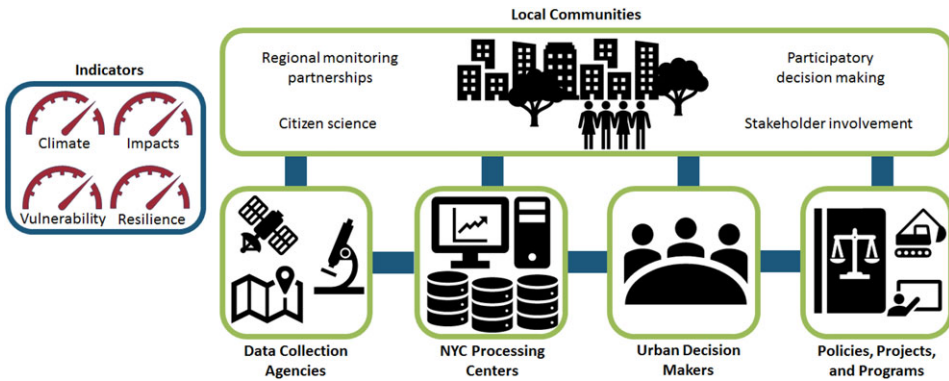 Local Communities
Indicators
Climate
Impacts
Vulnerability
Resilience
Regional monitoring
partnerships
Citizen science
Participatory
decision making
Stakeholder involvement
Data Collection
Agencies
NYC Processing
Centers
Urban Decision
Makers
Policies, Projects,
and Programs